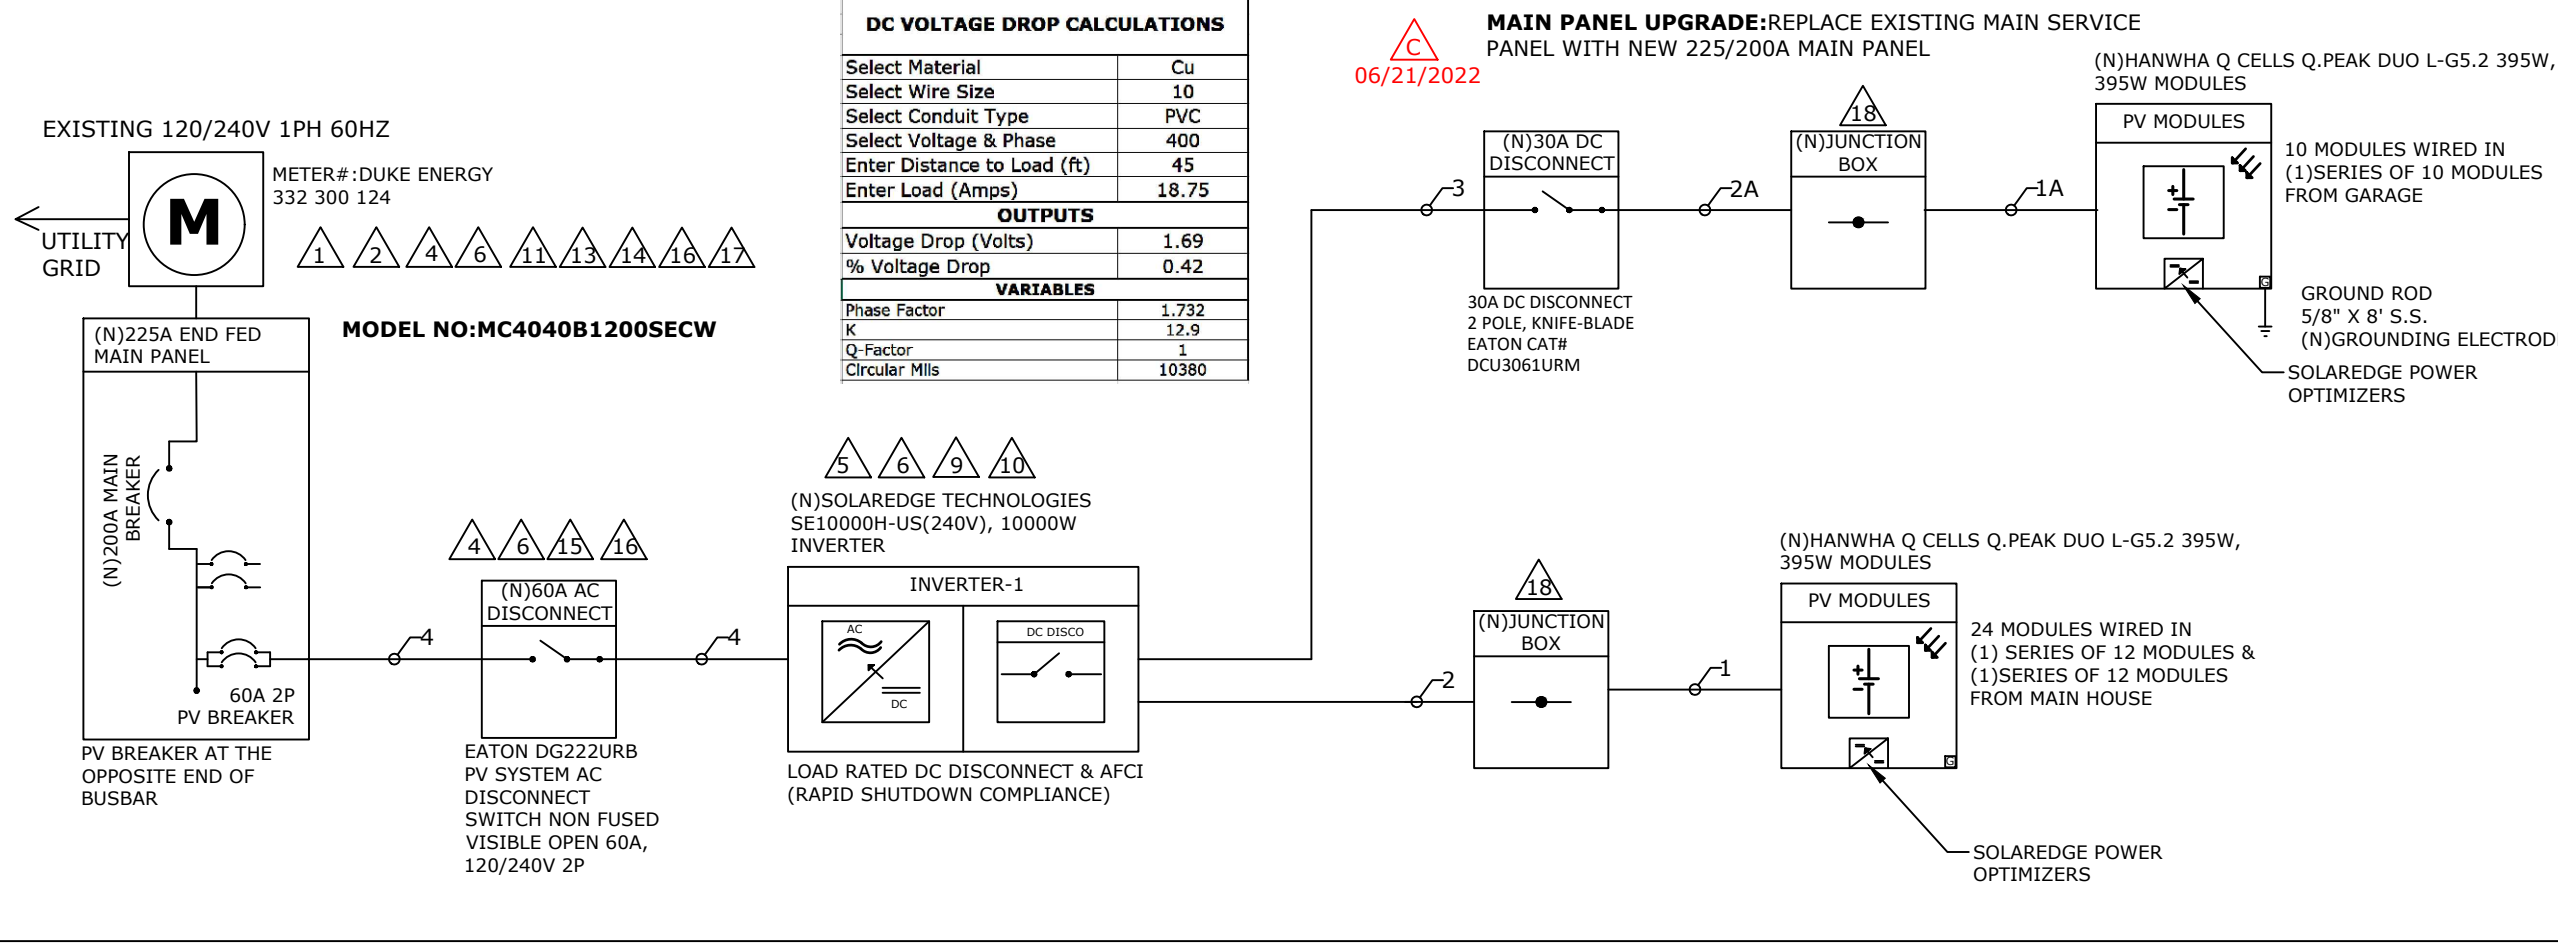 DC VOLTAGE DROP CALCULATIONS
Select Material Cu
Select Wire Size 10
Select Conduit Type PVC
Select Voltage & Phase 400
Enter Distance to Load (ft) 45
Enter Load (Amps) 18.75
OUTPUTS
Voltage Drop (Volts) 1.69
% Voltage Drop 0.42
VARIABLES
Phase Factor 1.732
K 12.9
Q-Factor 1
Circular Mils 10380
C
06/21/2022
MAIN PANEL UPGRADE:REPLACE EXISTING MAIN SERVICE
PANEL WITH NEW 225/200A MAIN PANEL
EXISTING 120/240V 1PH 60HZ
M
METER#:DUKE ENERGY
332 300 124
UTILITY
GRID
1 2 4 6 11 13 14 16 17
MODEL NO:MC4040B1200SECW
(N)225A END FED
MAIN PANEL
(N)200A MAIN
BREAKER
60A 2P
PV BREAKER
PV BREAKER AT THE
OPPOSITE END OF
BUSBAR
4
4 6 15 16
(N)60A AC
DISCONNECT
EATON DG222URB
PV SYSTEM AC
DISCONNECT
SWITCH NON FUSED
VISIBLE OPEN 60A,
120/240V 2P
4
5 6 9 10
(N)SOLAREDGE TECHNOLOGIES
SE10000H-US(240V), 10000W
INVERTER
INVERTER-1
AC
DC
DC DISCO
LOAD RATED DC DISCONNECT & AFCI
(RAPID SHUTDOWN COMPLIANCE)
3
(N)30A DC
DISCONNECT
30A DC DISCONNECT
2 POLE, KNIFE-BLADE
EATON CAT#
DCU3061URM
2A
18
(N)JUNCTION
BOX
1A
(N)HANWHA Q CELLS Q.PEAK DUO L-G5.2 395W,
395W MODULES
PV MODULES
G
10 MODULES WIRED IN
(1)SERIES OF 10 MODULES
FROM GARAGE
GROUND ROD
5/8" X 8' S.S.
(N)GROUNDING ELECTROD
SOLAREDGE POWER
OPTIMIZERS
2
18
(N)JUNCTION
BOX
1
(N)HANWHA Q CELLS Q.PEAK DUO L-G5.2 395W,
395W MODULES
PV MODULES
G
24 MODULES WIRED IN
(1) SERIES OF 12 MODULES &
(1)SERIES OF 12 MODULES
FROM MAIN HOUSE
SOLAREDGE POWER
OPTIMIZERS